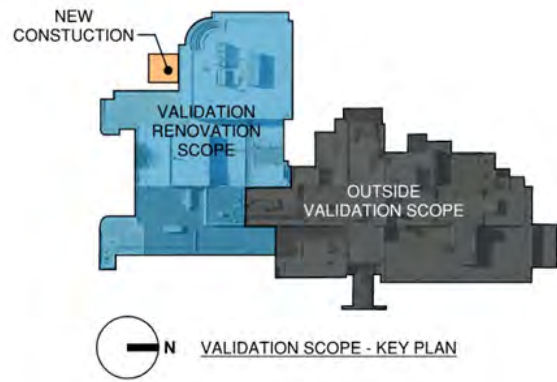 NEW
CONSTUCTION
VALIDATION
RENOVATION
SCOPE
OUTSIDE
VALIDATION SCOPE
N
VALIDATION SCOPE - KEY PLAN